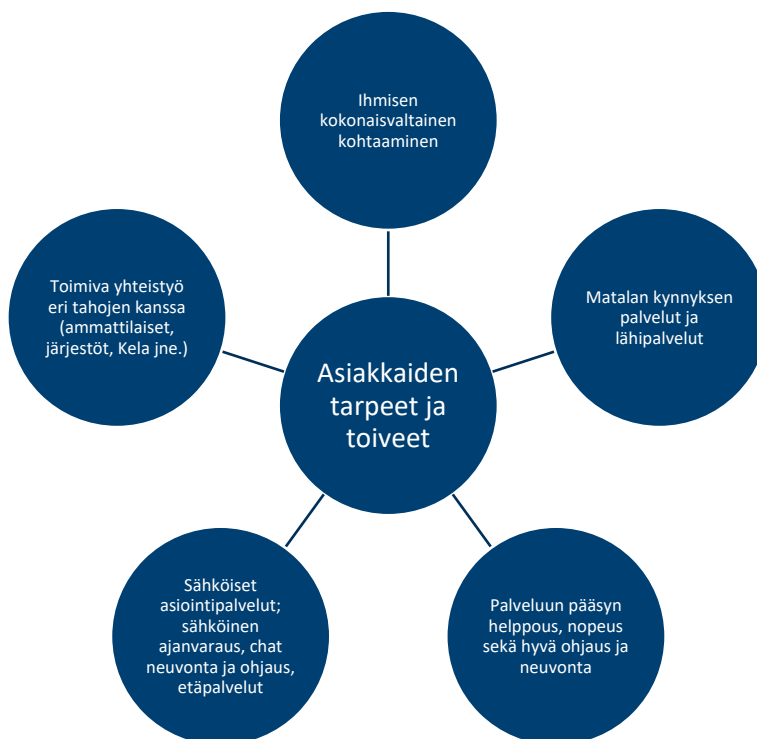 Ihmisen
kokonaisvaltainen
kohtaaminen
Toimiva yhteistyö
eri tahojen kanssa
(ammattilaiset,
järjestöt, Kela jne.)
Matalan kynnyksen
palvelut ja
lähipalvelut
Asiakkaiden
tarpeet ja
toiveet
Sähköiset
asiointipalvelut;
sähköinen
ajanvaraus, chat
neuvonta ja ohjaus,
etäpalvelut
Palveluun pääsyn
helppous, nopeus
sekä hyvä ohjaus ja
neuvonta